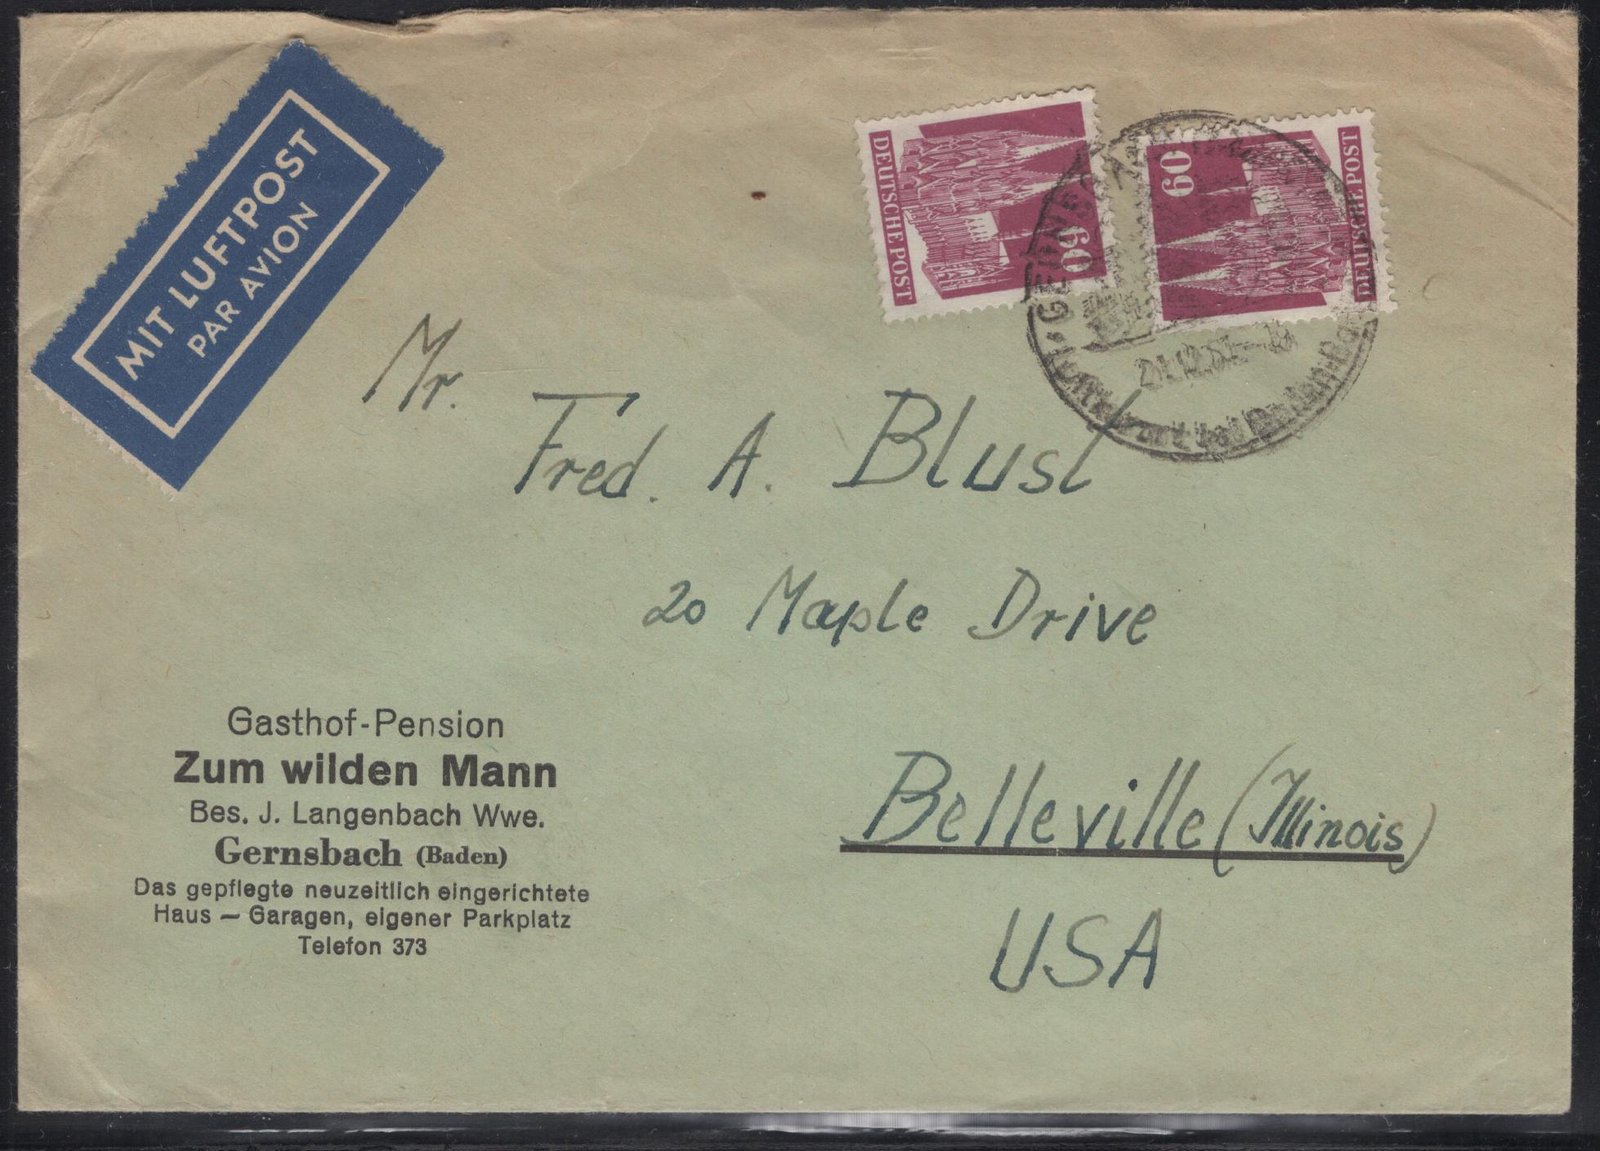 MIT LUFTPOST
PAR AVION
DEUTSCHE POST
60
60
DEUTSCHE POST
GERNSBACH
Mr.
Fred. A. Blust
20 Maple Drive
Belleville (Illinois)
USA
Gasthof-Pension
Zum wilden Mann
Bes. J. Langenbach Wwe.
Gernsbach (Baden)
Das gepflegte neuzeitlich eingerichtete
Haus – Garagen, eigener Parkplatz
Telefon 373